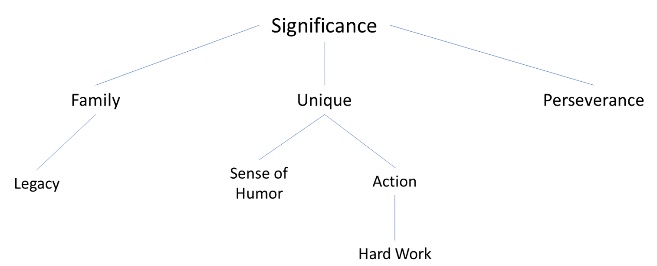 Significance
Family
Unique
Perseverance
Legacy
Sense of
Humor
Action
Hard Work